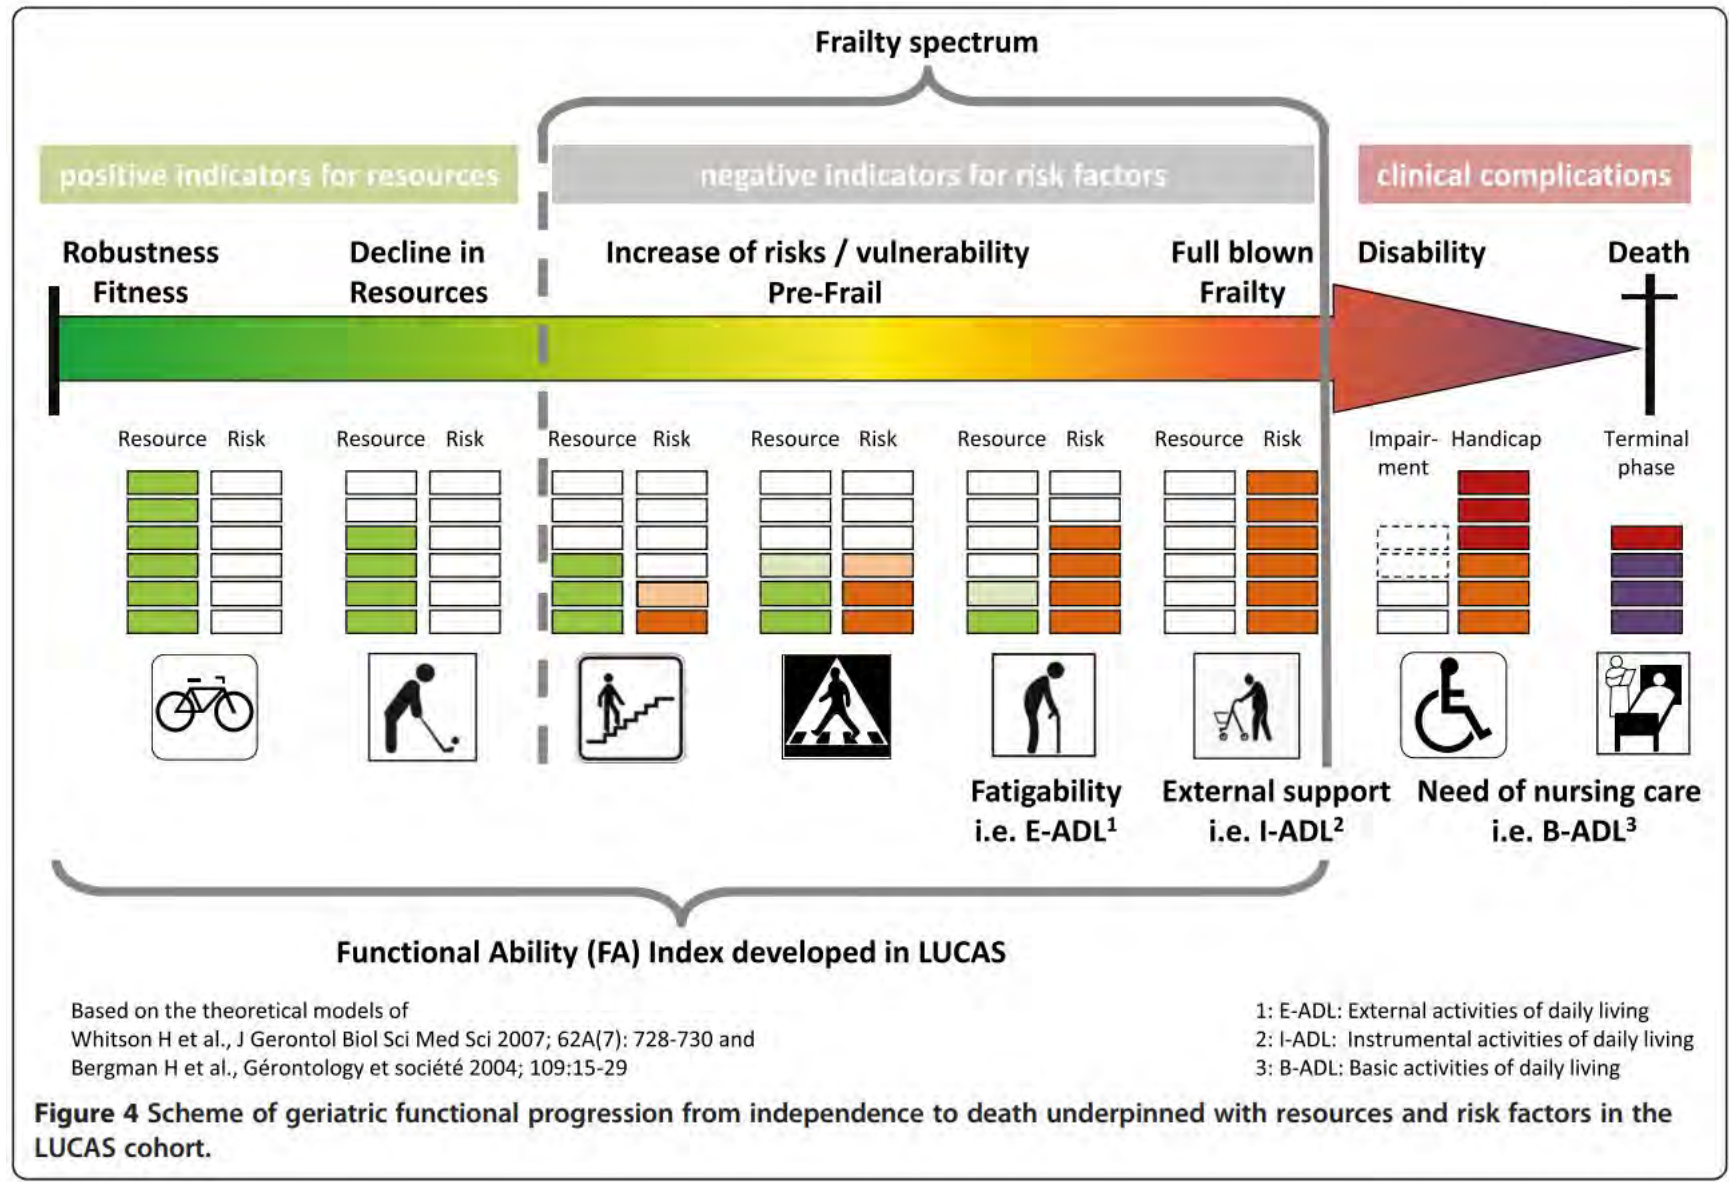 Frailty spectrum
positive indicators for resources
negative indicators for risk factors
clinical complications
Robustness
Fitness
Decline in
Resources
Increase of risks / vulnerability
Pre-Frail
Full blown
Frailty
Disability
Death
Resource Risk
Resource Risk
Resource Risk
Resource Risk
Resource Risk
Resource Risk
Impair-
ment
Handicap
Terminal
phase
Fatigability
i.e. E-ADL¹
External support
i.e. I-ADL²
Need of nursing care
i.e. B-ADL³
Functional Ability (FA) Index developed in LUCAS
Based on the theoretical models of
Whitson H et al., J Gerontol Biol Sci Med Sci 2007; 62A(7): 728-730 and
Bergman H et al., Gérontology et société 2004; 109:15-29
1: E-ADL: External activities of daily living
2: I-ADL: Instrumental activities of daily living
3: B-ADL: Basic activities of daily living
Figure 4 Scheme of geriatric functional progression from independence to death underpinned with resources and risk factors in the
LUCAS cohort.